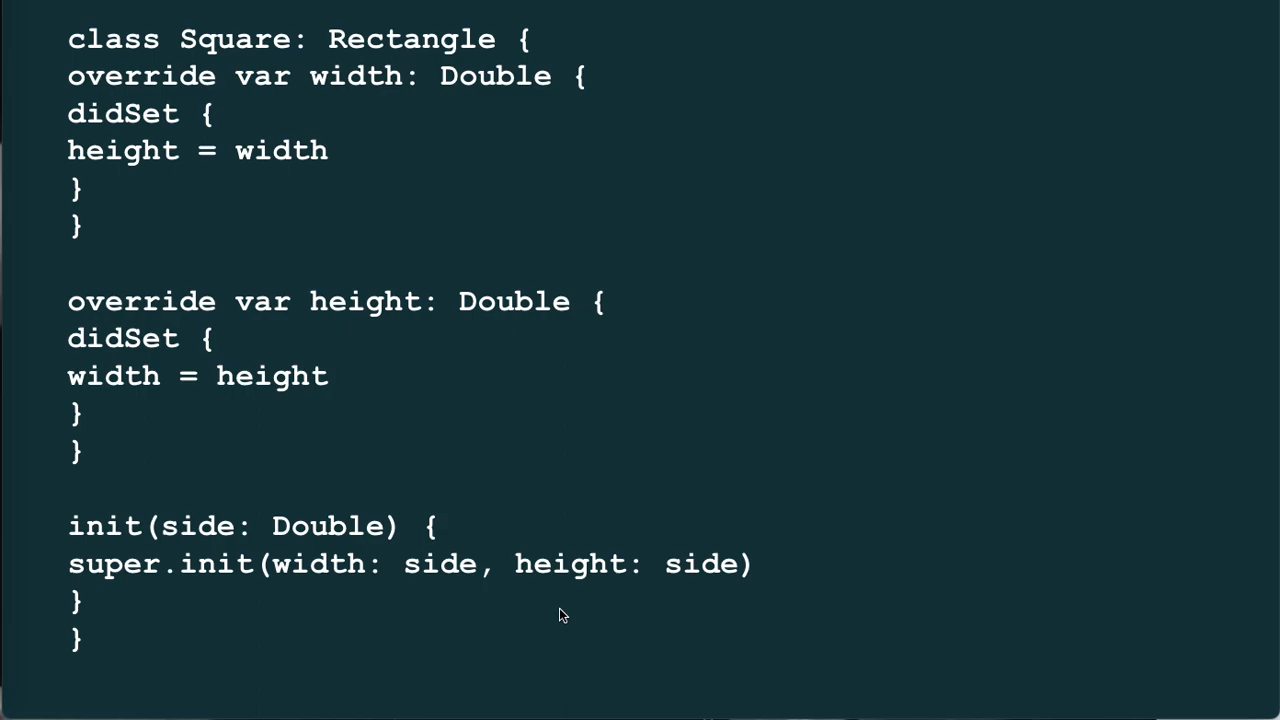 class Square: Rectangle {
override var width: Double {
didSet {
height = width
}
}

override var height: Double {
didSet {
width = height
}
}

init(side: Double) {
super.init(width: side, height: side)
}
}